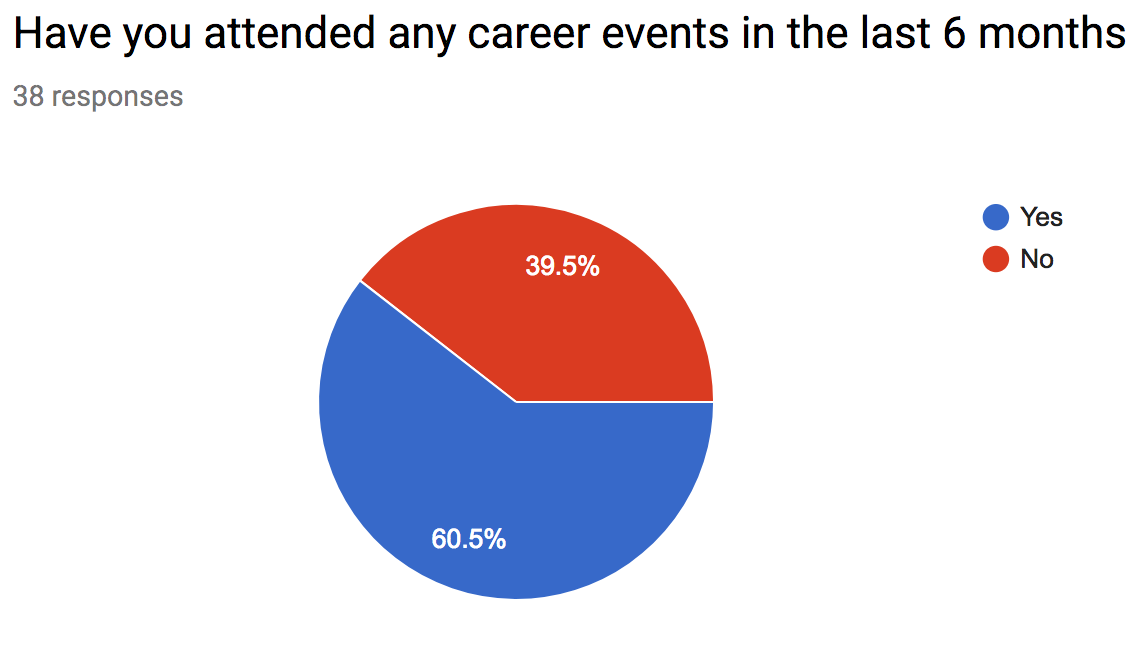 Have you attended any career events in the last 6 months
38 responses
Yes
No
39.5%
60.5%